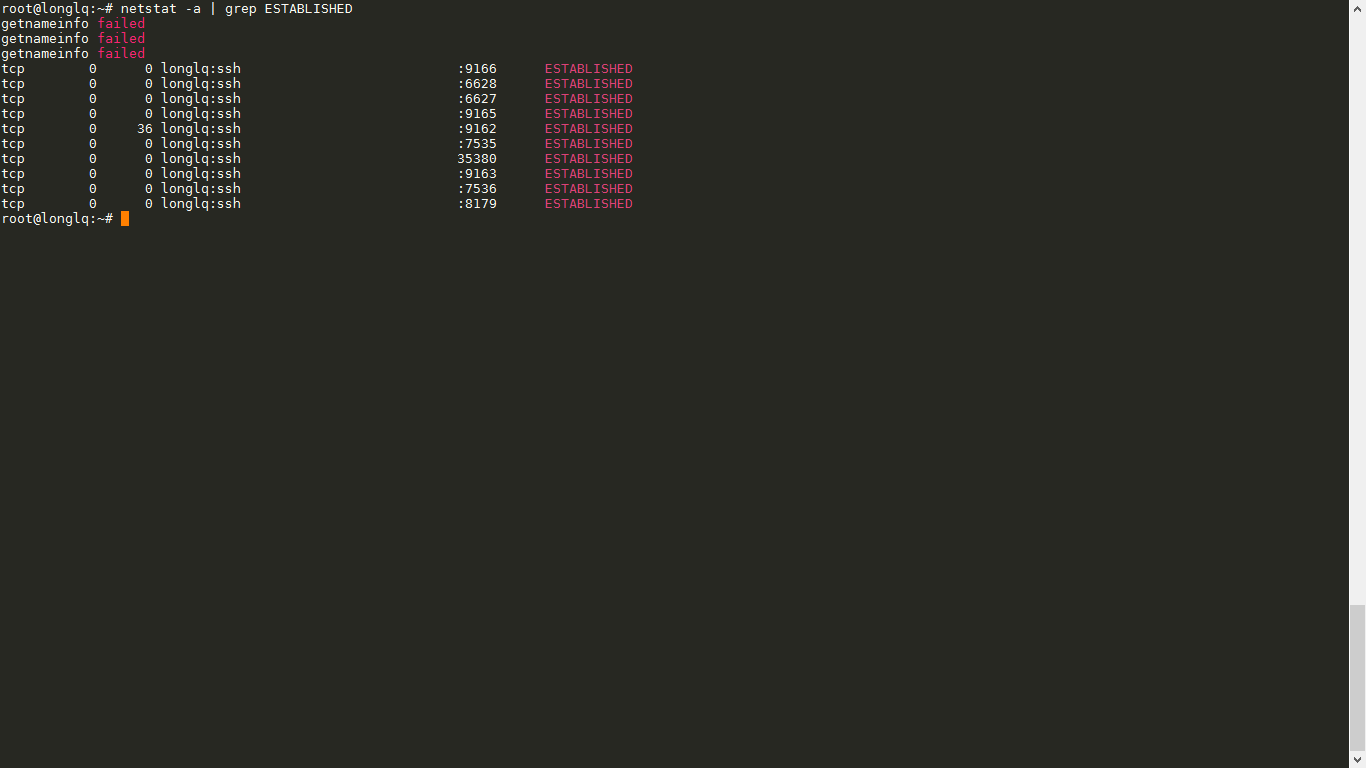 root@longlq:~# netstat -a | grep ESTABLISHED
getnameinfo failed
getnameinfo failed
getnameinfo failed
tcp        0      0 longlq:ssh                           :9166      ESTABLISHED
tcp        0      0 longlq:ssh                           :6628      ESTABLISHED
tcp        0      0 longlq:ssh                           :6627      ESTABLISHED
tcp        0      0 longlq:ssh                           :9165      ESTABLISHED
tcp        0     36 longlq:ssh                           :9162      ESTABLISHED
tcp        0      0 longlq:ssh                           :7535      ESTABLISHED
tcp        0      0 longlq:ssh                           35380      ESTABLISHED
tcp        0      0 longlq:ssh                           :9163      ESTABLISHED
tcp        0      0 longlq:ssh                           :7536      ESTABLISHED
tcp        0      0 longlq:ssh                           :8179      ESTABLISHED
root@longlq:~#